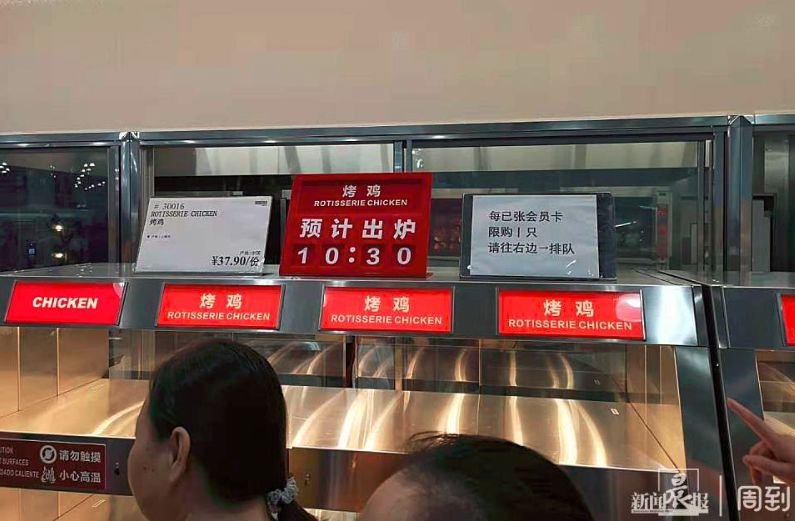 # 30016
ROTISSERIE CHICKEN
烤鸡
¥37.90/份
烤鸡
ROTISSERIE CHICKEN
预计出炉
10:30
每已张会员卡
限购1只
请往右边→排队
CHICKEN
烤鸡
ROTISSERIE CHICKEN
烤鸡
ROTISSERIE CHICKEN
烤鸡
ROTISSERIE CHICKEN
请勿触摸
小心高温
新闻晨报
周到